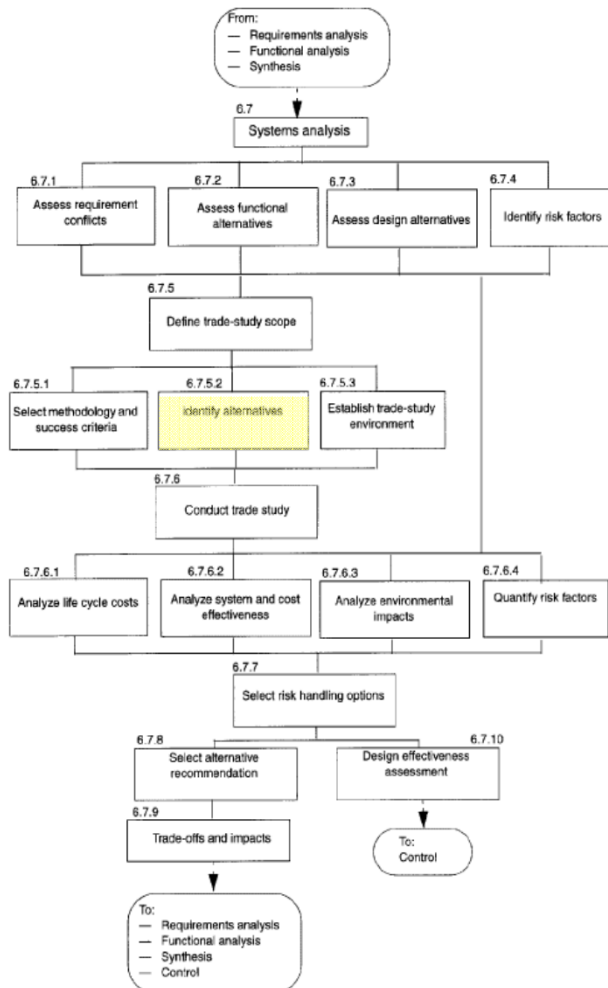 From:
— Requirements analysis
— Functional analysis
— Synthesis
6.7
Systems analysis
6.7.1
Assess requirement
conflicts
6.7.2
Assess functional
alternatives
6.7.3
Assess design alternatives
6.7.4
Identify risk factors
6.7.5
Define trade-study scope
6.7.5.1
Select methodology and
success criteria
6.7.5.2
Identify alternatives
6.7.5.3
Establish trade-study
environment
6.7.6
Conduct trade study
6.7.6.1
Analyze life cycle costs
6.7.6.2
Analyze system and cost
effectiveness
6.7.6.3
Analyze environmental
impacts
6.7.6.4
Quantify risk factors
6.7.7
Select risk handling options
6.7.8
Select alternative
recommendation
6.7.10
Design effectiveness
assessment
6.7.9
Trade-offs and impacts
To:
Control
To:
— Requirements analysis
— Functional analysis
— Synthesis
— Control